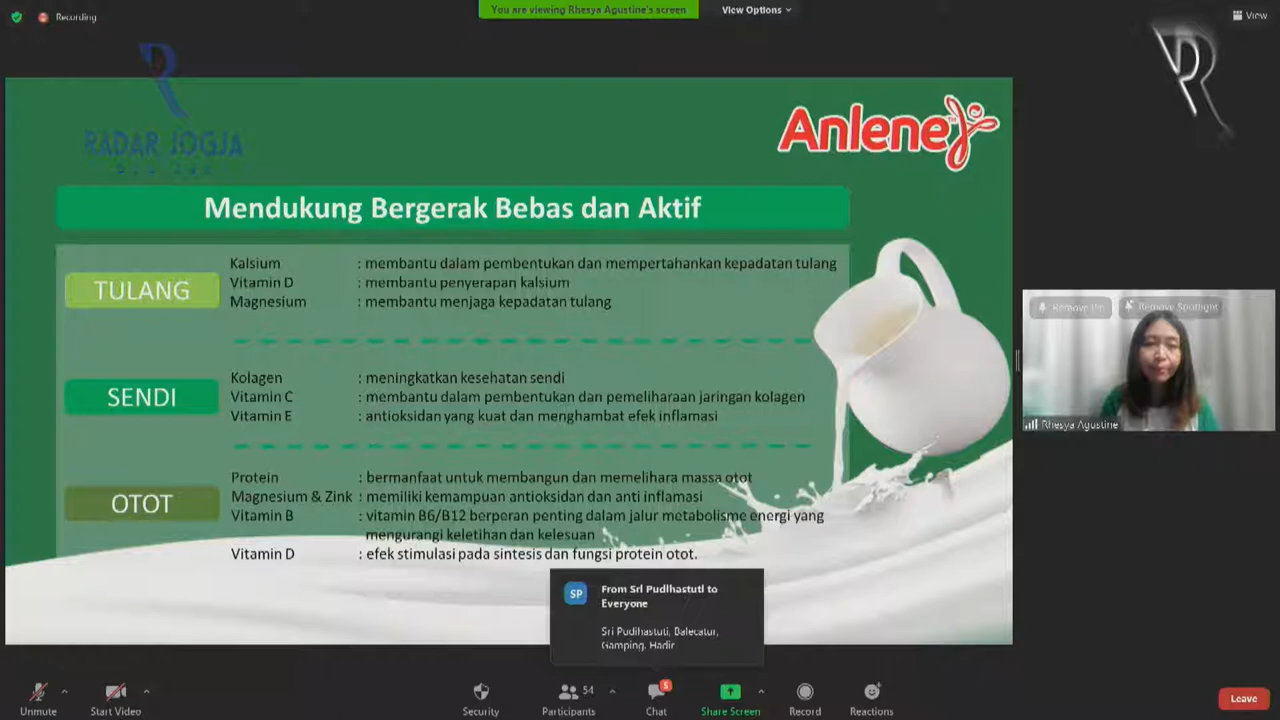 Recording
You are viewing Rhesya Agustine's screen
View Options
View
RADAR JOGJA
Anlene
Mendukung Bergerak Bebas dan Aktif
TULANG
Kalsium : membantu dalam pembentukan dan mempertahankan kepadatan tulang
Vitamin D : membantu penyerapan kalsium
Magnesium : membantu menjaga kepadatan tulang
SENDI
Kolagen : meningkatkan kesehatan sendi
Vitamin C : membantu dalam pembentukan dan pemeliharaan jaringan kolagen
Vitamin E : antioksidan yang kuat dan menghambat efek inflamasi
OTOT
Protein : bermanfaat untuk membangun dan memelihara massa otot
Magnesium & Zink : memiliki kemampuan antioksidan dan anti inflamasi
Vitamin B : vitamin B6/B12 berperan penting dalam jalur metabolisme energi yang
mengurangi keletihan dan kelesuan
Vitamin D : efek stimulasi pada sintesis dan fungsi protein otot.
Remove Pin
Remove Spotlight
Rhesya Agustine
SP
From Sri Pudihastuti to
Everyone
Sri Pudihastuti, Balecatur,
Gamping, Hadir
Unmute
Start Video
Security
Participants
54
Chat
5
Share Screen
Record
Reactions
Leave